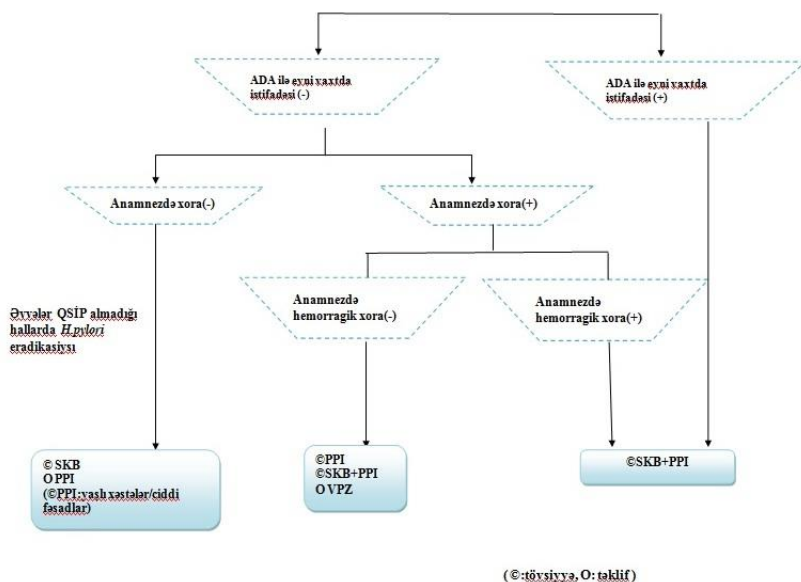 ADA ilə eyni vaxtda
istifadəsi (-)
ADA ilə eyni vaxtda
istifadəsi (+)
Anamnezdə xora(-)
Anamnezdə xora(+)
Anamnezdə
hemorragik xora(-)
Anamnezdə
hemorragik xora(+)
Əvvələr QSİP almadığı
hallarda H.pylori
eradikasiysı
© SKB
O PPI
(©PPI:yaşlı xəstələr/ciddi
fəsadlar)
©PPI
©SKB+PPI
O VPZ
©SKB+PPI
( ©:tövsiyyə, O: təklif )